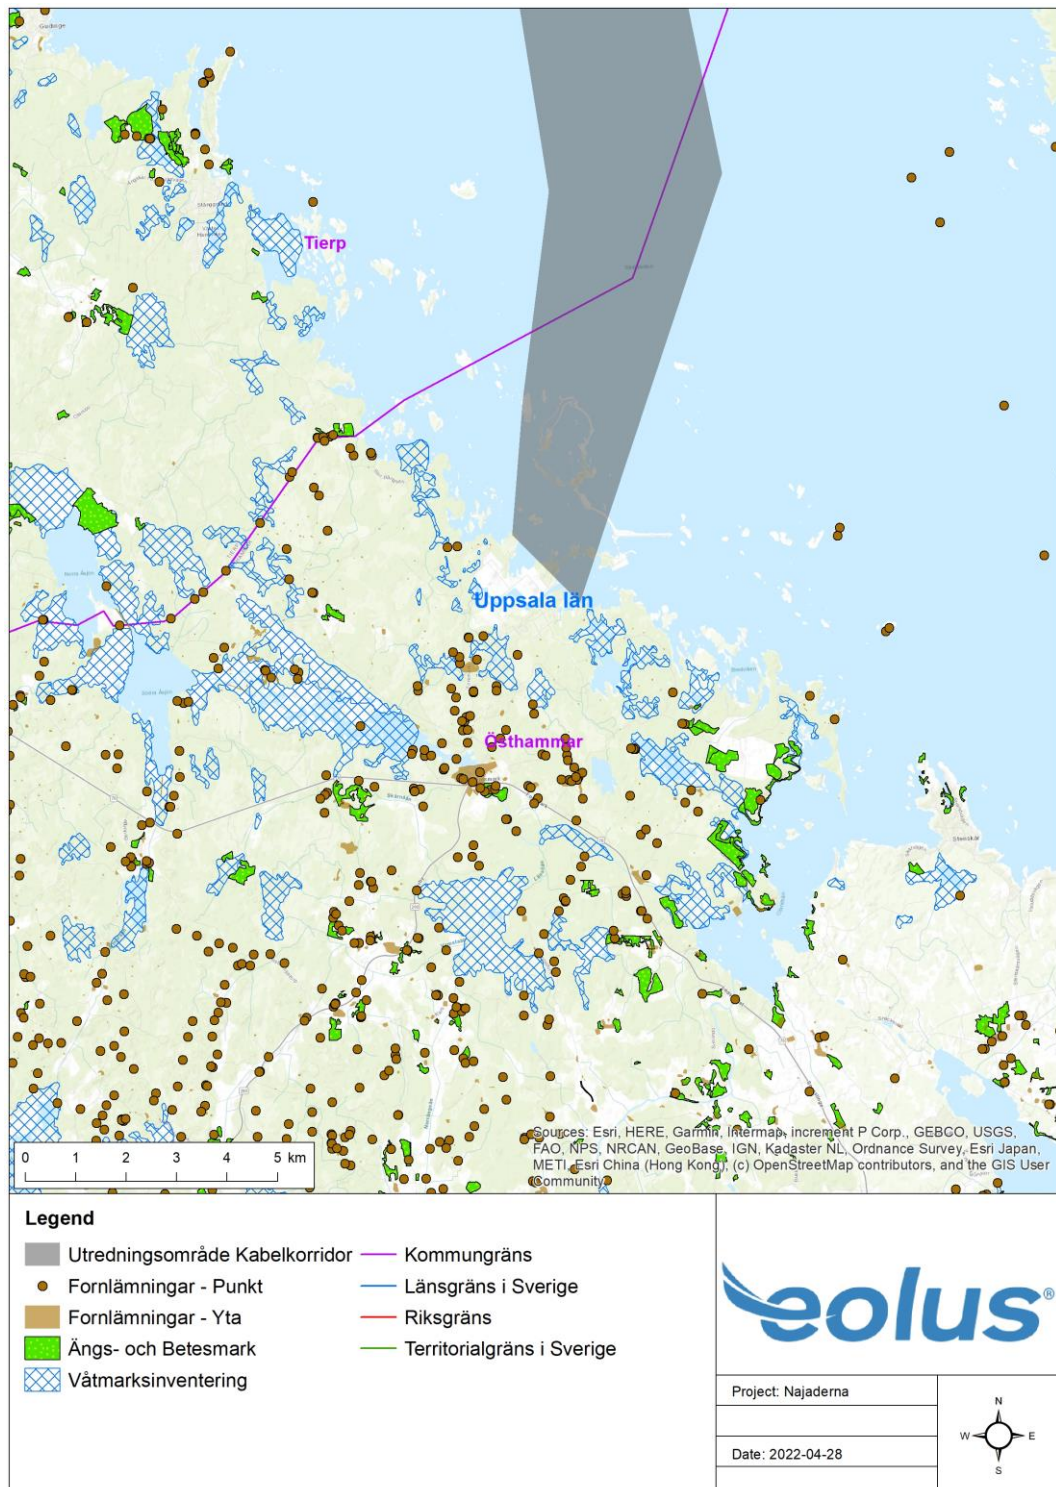 Tierp
Uppsala län
Östhammar
Sources: Esri, HERE, Garmin, Intermap, increment P Corp., GEBCO, USGS,
FAO, NPS, NRCAN, GeoBase, IGN, Kadaster NL, Ordnance Survey, Esri Japan,
METI, Esri China (Hong Kong), (c) OpenStreetMap contributors, and the GIS User
Community
0 1 2 3 4 5 km
Legend
Utredningsområde Kabelkorridor
Fornlämningar - Punkt
Fornlämningar - Yta
Ängs- och Betesmark
Våtmarksinventering
Kommungräns
Länsgräns i Sverige
Riksgräns
Territorialgräns i Sverige
eolus®
Project: Najaderna
Date: 2022-04-28
N
W E
S